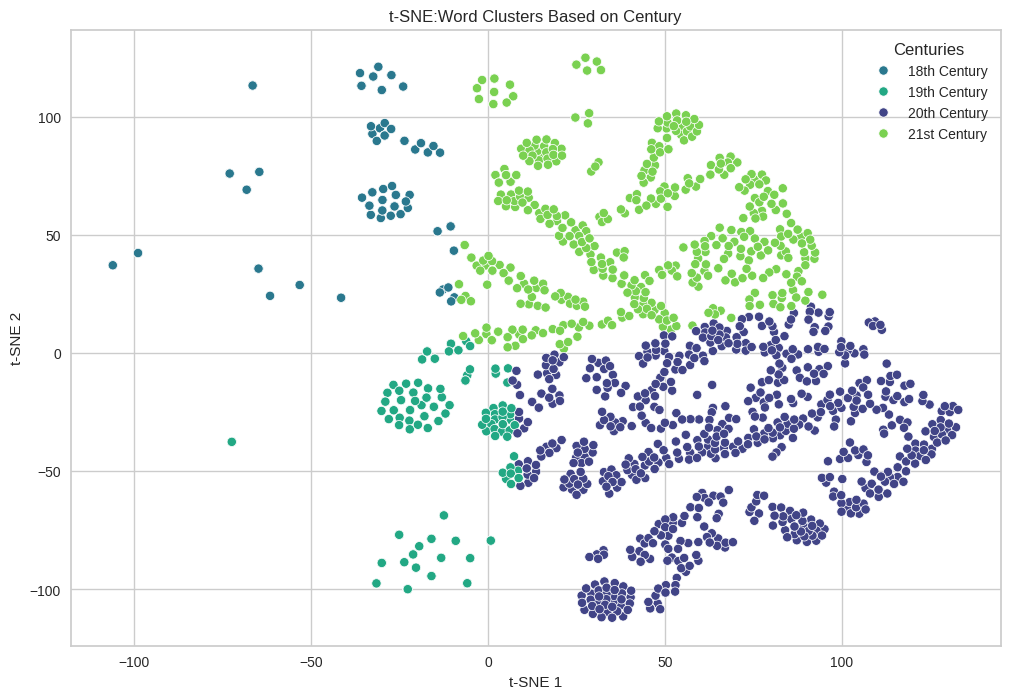 t-SNE:Word Clusters Based on Century
Centuries
18th Century
19th Century
20th Century
21st Century
100
50
0
−50
−100
t-SNE 2
−100
−50
0
50
100
t-SNE 1